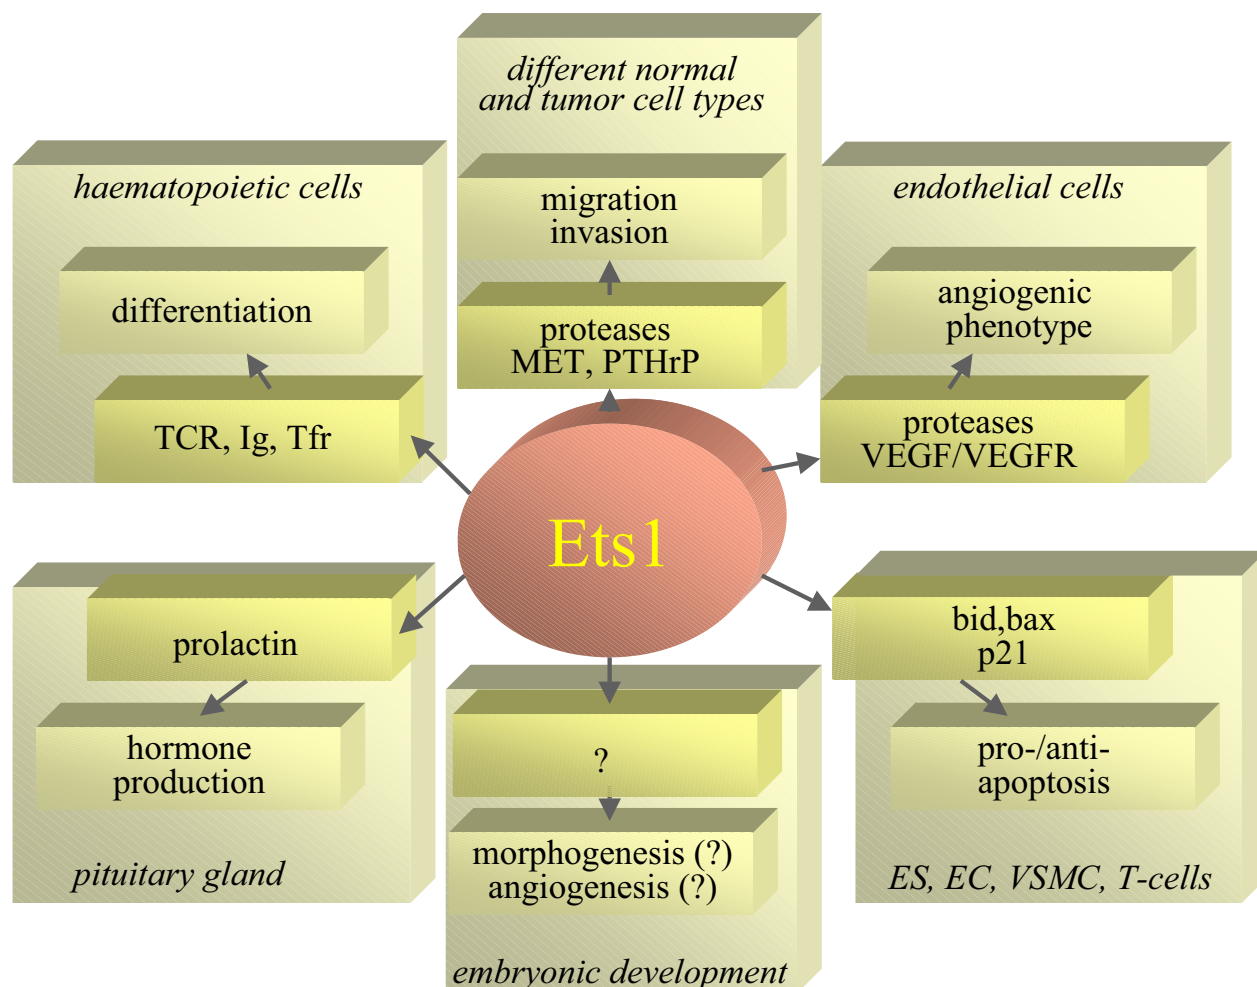 different normal
and tumor cell types
migration
invasion
proteases
MET, PTHrP
haematopoietic cells
differentiation
TCR, Ig, Tfr
endothelial cells
angiogenic
phenotype
proteases
VEGF/VEGFR
Ets1
prolactin
hormone
production
pituitary gland
?
morphogenesis (?)
angiogenesis (?)
embryonic development
bid,bax
p21
pro-/anti-
apoptosis
ES, EC, VSMC, T-cells